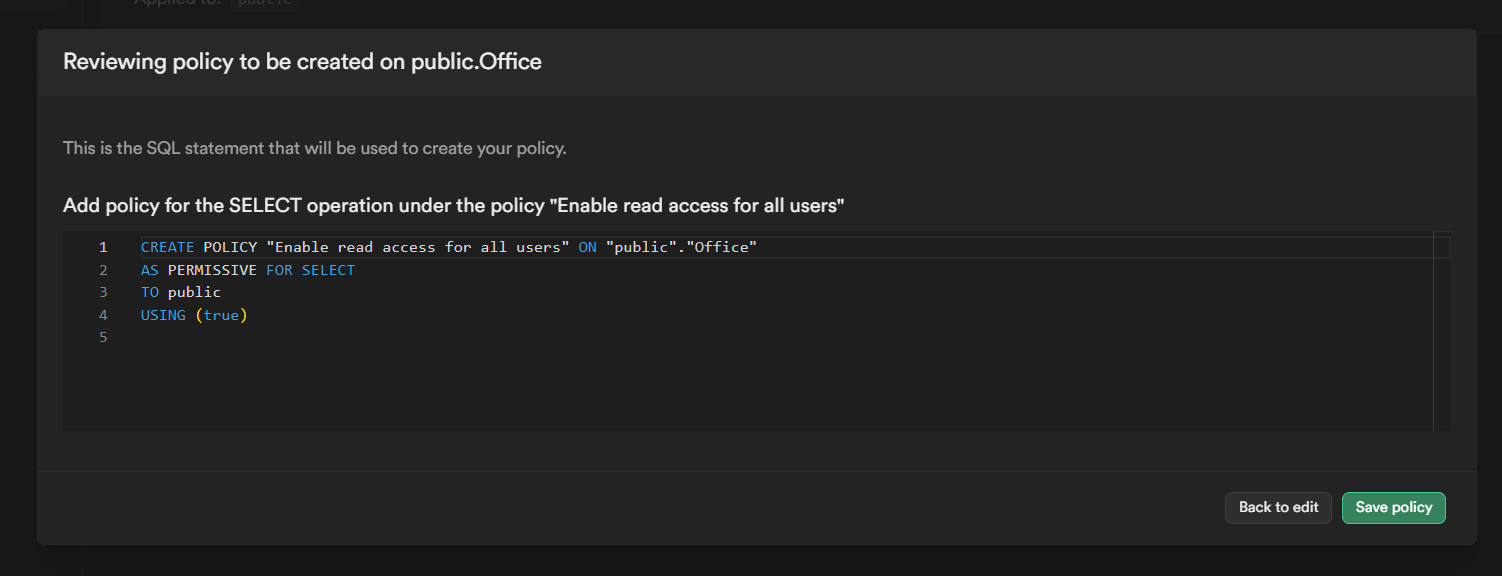 Applied to: public
Reviewing policy to be created on public.Office
This is the SQL statement that will be used to create your policy.
Add policy for the SELECT operation under the policy "Enable read access for all users"
1 CREATE POLICY "Enable read access for all users" ON "public"."Office"
2 AS PERMISSIVE FOR SELECT
3 TO public
4 USING (true)
5
Back to edit Save policy